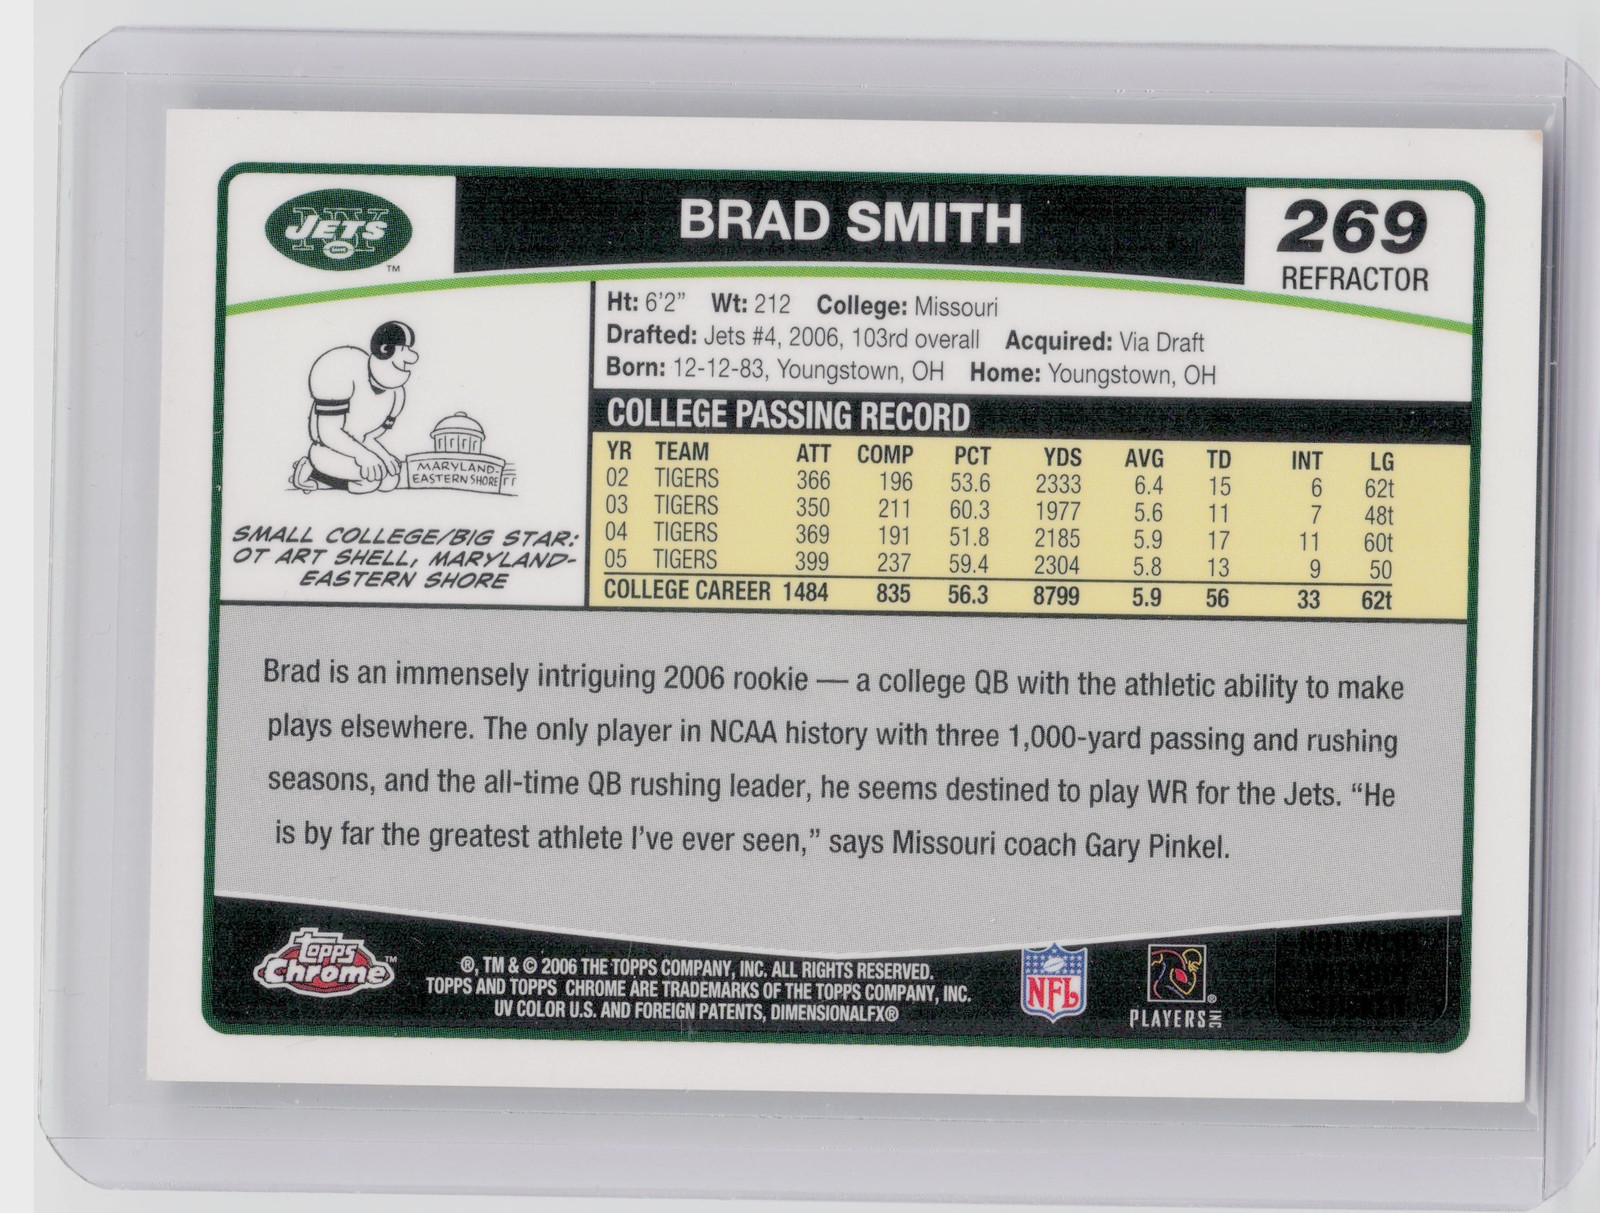 JETS
NY
TM
BRAD SMITH
269
REFRACTOR
Ht: 6'2" Wt: 212 College: Missouri
Drafted: Jets #4, 2006, 103rd overall Acquired: Via Draft
Born: 12-12-83, Youngstown, OH Home: Youngstown, OH
COLLEGE PASSING RECORD
YR TEAM ATT COMP PCT YDS AVG TD INT LG
02 TIGERS 366 196 53.6 2333 6.4 15 6 62t
03 TIGERS 350 211 60.3 1977 5.6 11 7 48t
04 TIGERS 369 191 51.8 2185 5.9 17 11 60t
05 TIGERS 399 237 59.4 2304 5.8 13 9 50
COLLEGE CAREER 1484 835 56.3 8799 5.9 56 33 62t
MARYLAND-
EASTERN SHORE
SMALL COLLEGE/BIG STAR:
OT ART SHELL, MARYLAND-
EASTERN SHORE
Brad is an immensely intriguing 2006 rookie — a college QB with the athletic ability to make
plays elsewhere. The only player in NCAA history with three 1,000-yard passing and rushing
seasons, and the all-time QB rushing leader, he seems destined to play WR for the Jets. “He
is by far the greatest athlete I’ve ever seen,” says Missouri coach Gary Pinkel.
Topps
Chrome™
®, TM & © 2006 THE TOPPS COMPANY, INC. ALL RIGHTS RESERVED.
TOPPS AND TOPPS CHROME ARE TRADEMARKS OF THE TOPPS COMPANY, INC.
UV COLOR U.S. AND FOREIGN PATENTS, DIMENSIONALFX®
NFL
®
PLAYERS INC